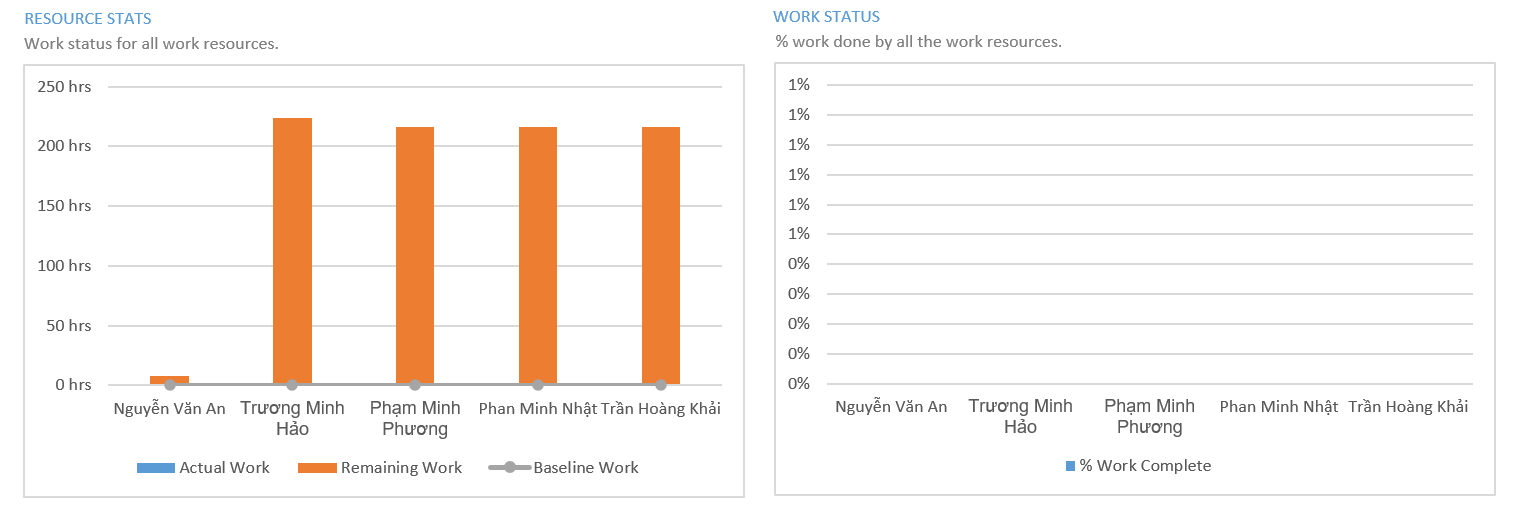 RESOURCE STATS
Work status for all work resources.
250 hrs
200 hrs
150 hrs
100 hrs
50 hrs
0 hrs
Nguyễn Văn An
Trương Minh
Hảo
Phạm Minh
Phương
Phan Minh Nhật
Trần Hoàng Khải
Actual Work
Remaining Work
Baseline Work
WORK STATUS
% work done by all the work resources.
1%
1%
1%
1%
1%
1%
0%
0%
0%
0%
0%
Nguyễn Văn An
Trương Minh
Hảo
Phạm Minh
Phương
Phan Minh Nhật
Trần Hoàng Khải
% Work Complete